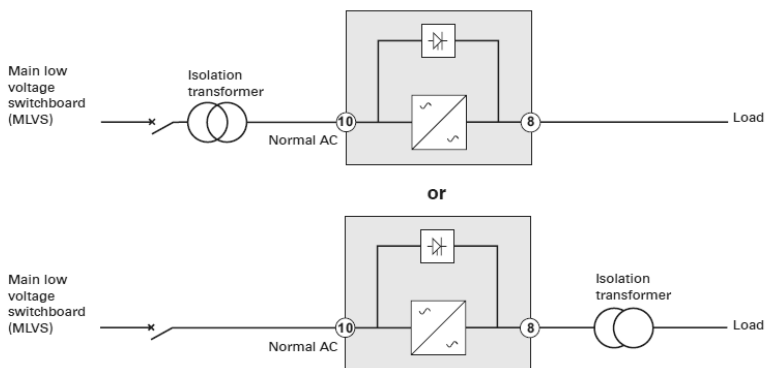 Main low
voltage
switchboard
(MLVS)
Isolation
transformer
10
Normal AC
8
Load
or
Main low
voltage
switchboard
(MLVS)
10
Normal AC
8
Isolation
transformer
Load